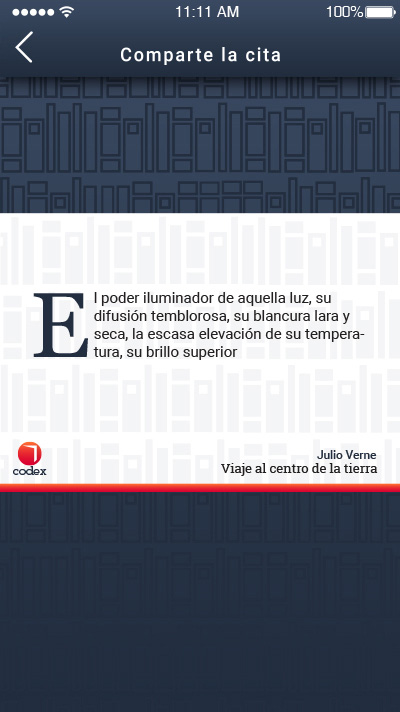 11:11 AM 100%
Comparte la cita
El poder iluminador de aquella luz, su
difusión temblorosa, su blancura lara y
seca, la escasa elevación de su tempera-
tura, su brillo superior
codex
Julio Verne
Viaje al centro de la tierra